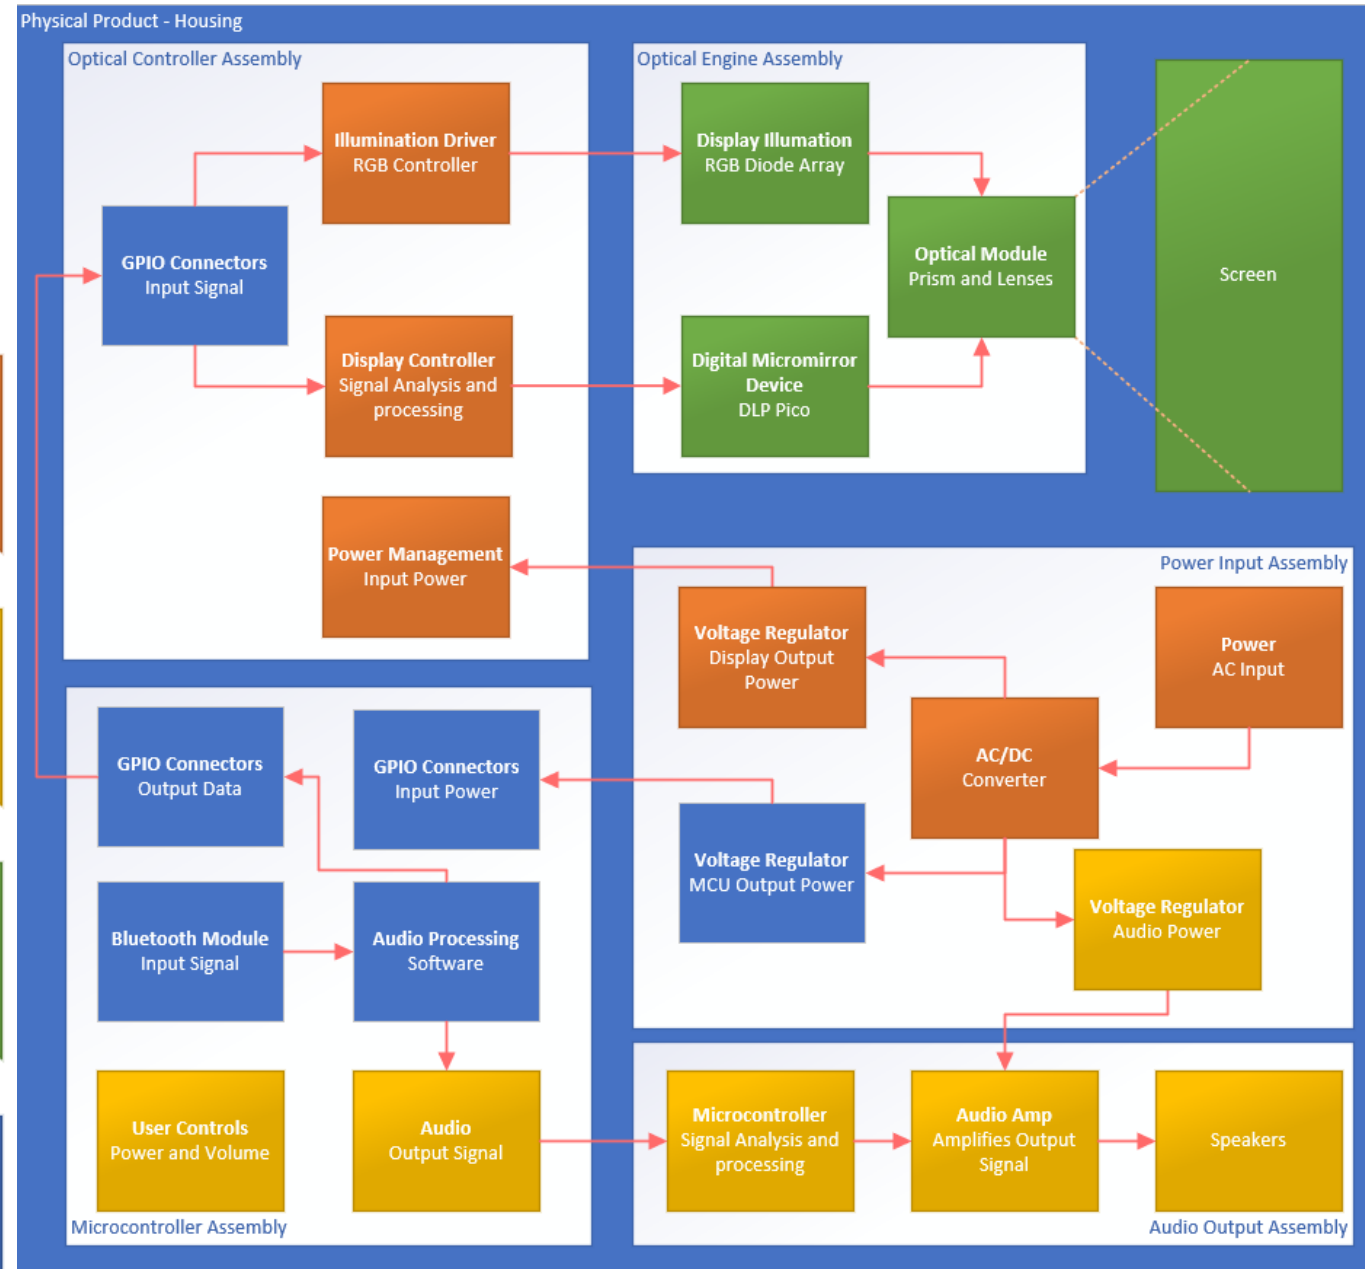 Physical Product - Housing
Optical Controller Assembly
Illumination Driver
RGB Controller
GPIO Connectors
Input Signal
Display Controller
Signal Analysis and
processing
Power Management
Input Power
Optical Engine Assembly
Display Illumation
RGB Diode Array
Optical Module
Prism and Lenses
Digital Micromirror
Device
DLP Pico
Screen
Power Input Assembly
Voltage Regulator
Display Output
Power
Power
AC Input
AC/DC
Converter
Voltage Regulator
MCU Output Power
Voltage Regulator
Audio Power
GPIO Connectors
Output Data
GPIO Connectors
Input Power
Bluetooth Module
Input Signal
Audio Processing
Software
User Controls
Power and Volume
Audio
Output Signal
Microcontroller Assembly
Microcontroller
Signal Analysis and
processing
Audio Amp
Amplifies Output
Signal
Speakers
Audio Output Assembly